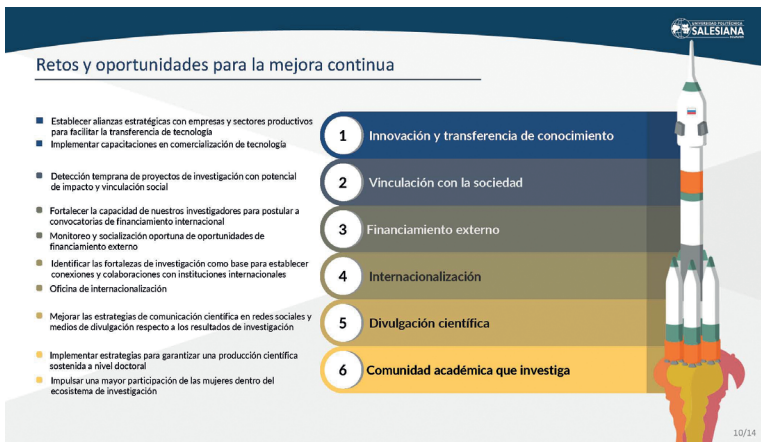 UNIVERSIDAD POLITÉCNICA
SALESIANA
Retos y oportunidades para la mejora continua
Establecer alianzas estratégicas con empresas y sectores productivos
para facilitar la transferencia de tecnología
Implementar capacitaciones en comercialización de tecnología
1 Innovación y transferencia de conocimiento
Detección temprana de proyectos de investigación con potencial
de impacto y vinculación social
2 Vinculación con la sociedad
Fortalecer la capacidad de nuestros investigadores para postular a
convocatorias de financiamiento internacional
Monitoreo y socialización oportuna de oportunidades de
financiamiento externo
3 Financiamiento externo
Identificar las fortalezas de investigación como base para establecer
conexiones y colaboraciones con instituciones internacionales
Oficina de internacionalización
4 Internacionalización
Mejorar las estrategias de comunicación científica en redes sociales y
medios de divulgación respecto a los resultados de investigación
5 Divulgación científica
Implementar estrategias para garantizar una producción científica
sostenida a nivel doctoral
Impulsar una mayor participación de las mujeres dentro del
ecosistema de investigación
6 Comunidad académica que investiga
10/14